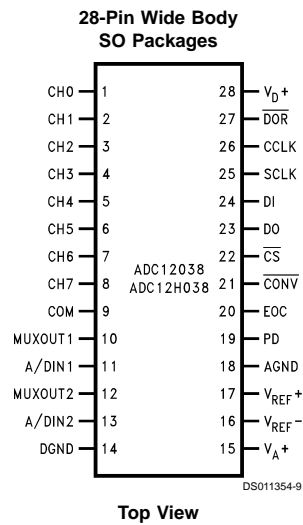 28-Pin Wide Body
SO Packages
CH0 1 28 VD+
CH1 2 27 DOR
CH2 3 26 CCLK
CH3 4 25 SCLK
CH4 5 24 DI
CH5 6 23 DO
CH6 7 22 CS
ADC12038
CH7 8 21 CONV
ADC12H038
COM 9 20 EOC
MUXOUT1 10 19 PD
A/DIN1 11 18 AGND
MUXOUT2 12 17 VREF+
A/DIN2 13 16 VREF−
DGND 14 15 VA+
DS011354-9
Top View